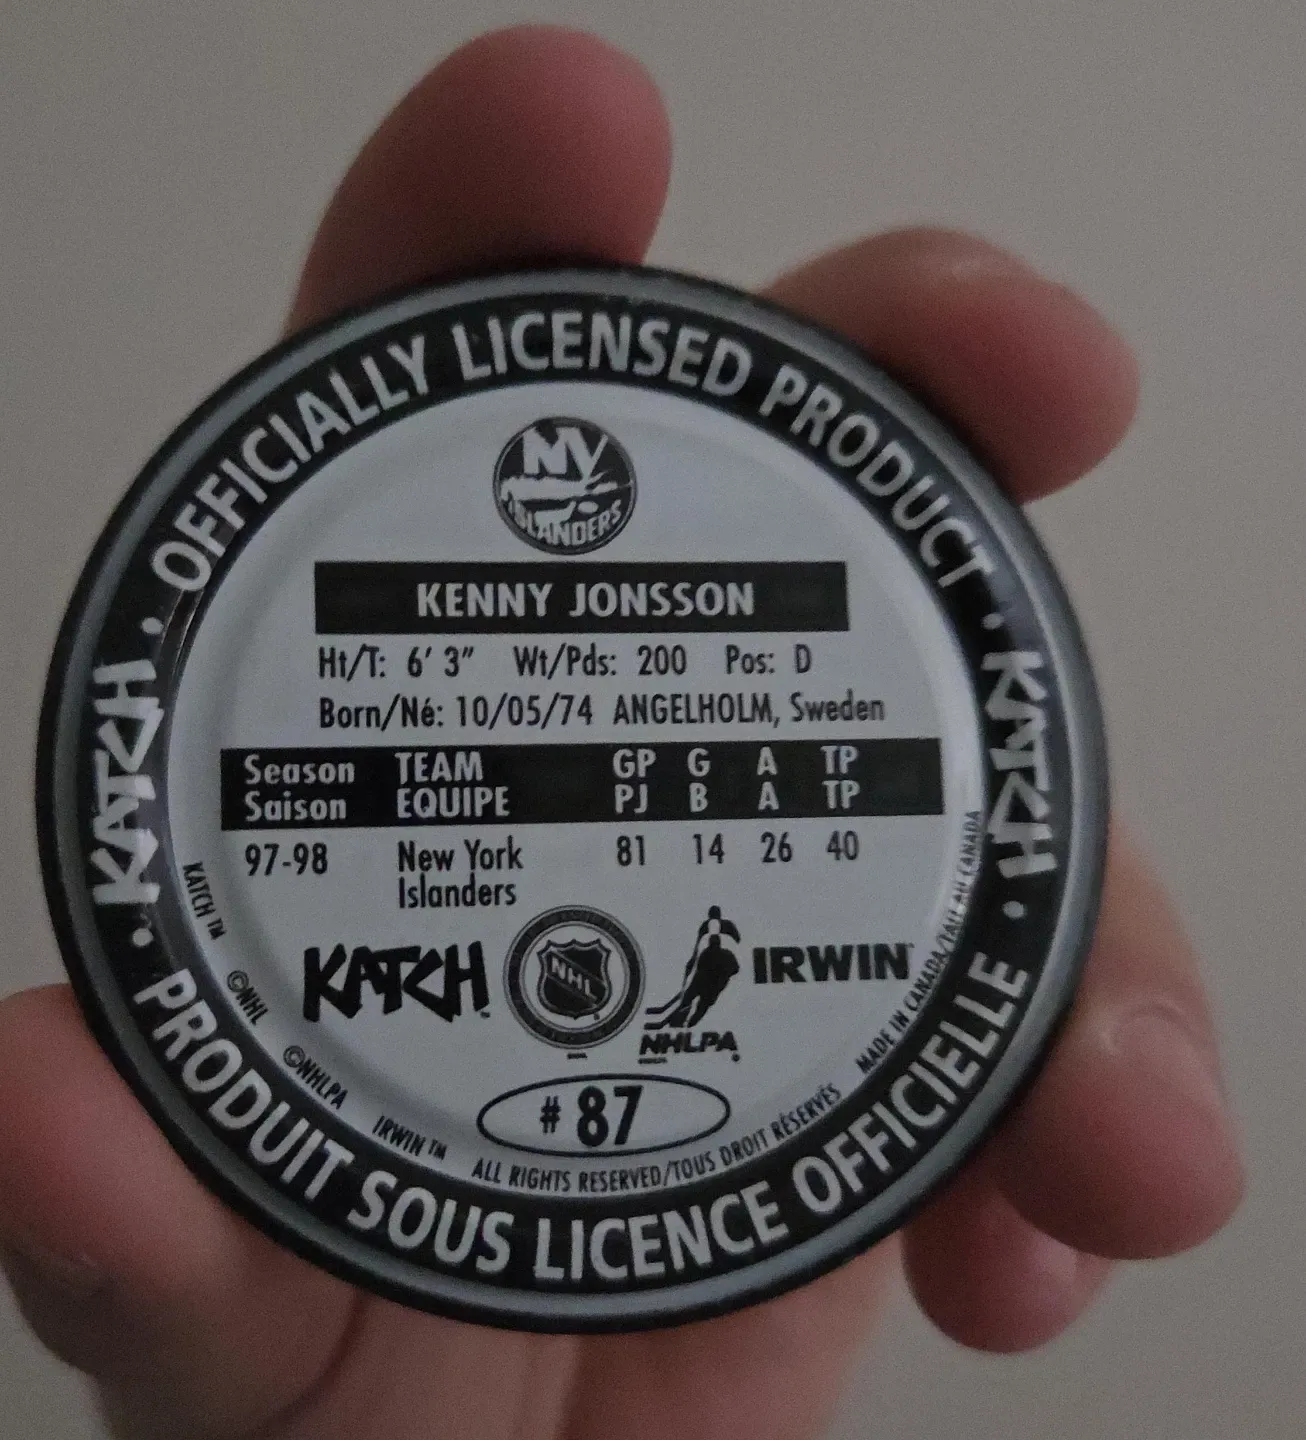 OFFICIALLY LICENSED PRODUCT · KATCH ·
PRODUIT SOUS LICENCE OFFICIELLE
· KATCH ·
NY
ISLANDERS
KENNY JONSSON
Ht/T: 6' 3" Wt/Pds: 200 Pos: D
Born/Né: 10/05/74 ANGELHOLM, Sweden
Season TEAM GP G A TP
Saison EQUIPE PJ B A TP
97-98 New York 81 14 26 40
Islanders
KATCH™ NHL NHLPA IRWIN
# 87
KATCH™ ©NHL ©NHLPA IRWIN™ ALL RIGHTS RESERVED/TOUS DROIT RÉSERVÉS MADE IN CANADA/FAIT AU CANADA